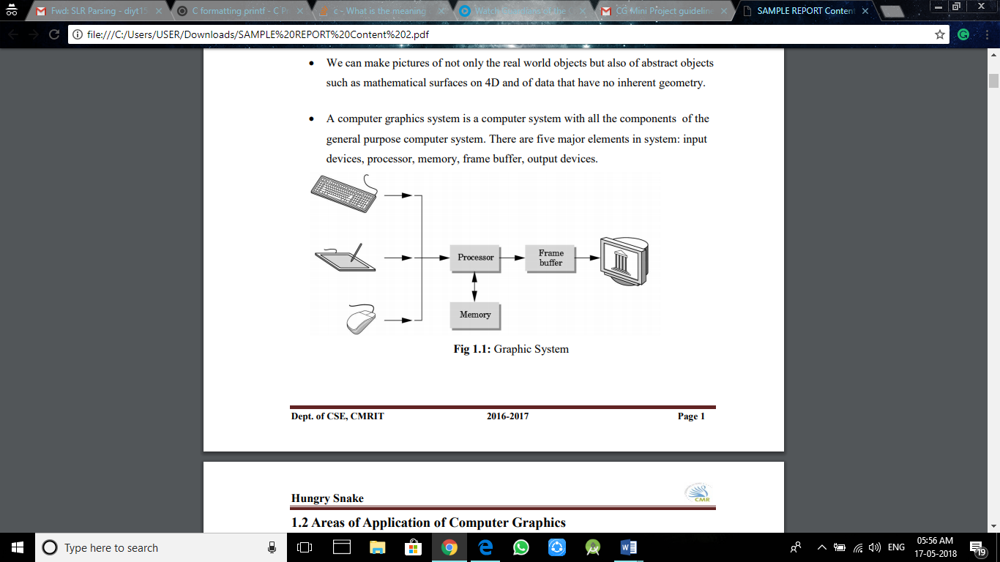 Fwd: SLR Parsing - diyt15
C formatting printf - C Pr
c - What is the meaning
Watch Guardians of the G
CG Mini Project guideline
SAMPLE REPORT Content
file:///C:/Users/USER/Downloads/SAMPLE%20REPORT%20Content%202.pdf
• We can make pictures of not only the real world objects but also of abstract objects
such as mathematical surfaces on 4D and of data that have no inherent geometry.
• A computer graphics system is a computer system with all the components of the
general purpose computer system. There are five major elements in system: input
devices, processor, memory, frame buffer, output devices.
Processor
Frame
buffer
Memory
Fig 1.1: Graphic System
Dept. of CSE, CMRIT 2016-2017 Page 1
Hungry Snake
CMR
1.2 Areas of Application of Computer Graphics
Type here to search
ENG
05:56 AM
17-05-2018
19